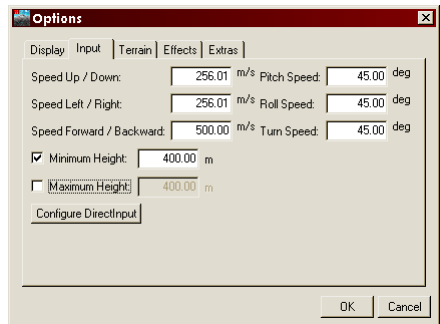 Options
Display Input Terrain Effects Extras
Speed Up / Down: 256.01 m/s Pitch Speed: 45.00 deg
Speed Left / Right: 256.01 m/s Roll Speed: 45.00 deg
Speed Forward / Backward: 500.00 m/s Turn Speed: 45.00 deg
Minimum Height: 400.00 m
Maximum Height: 400.00 m
Configure DirectInput
OK Cancel